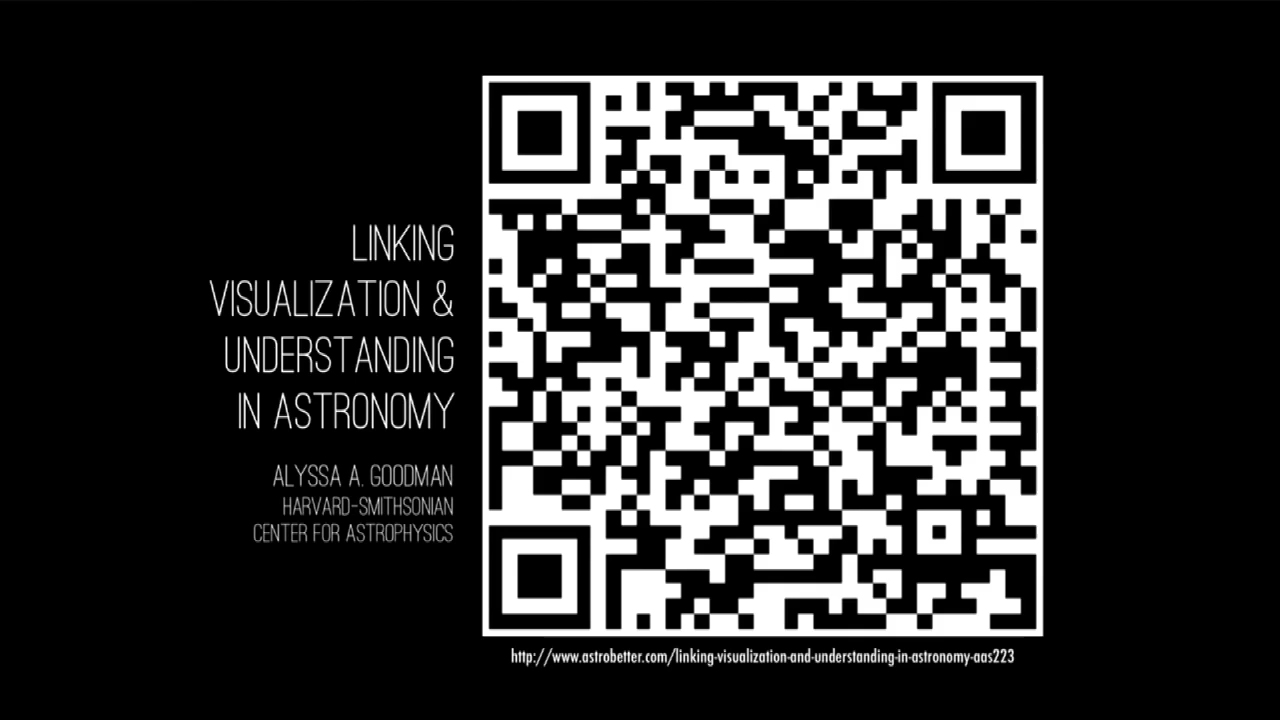 LINKING
VISUALIZATION &
UNDERSTANDING
IN ASTRONOMY
ALYSSA A. GOODMAN
HARVARD-SMITHSONIAN
CENTER FOR ASTROPHYSICS
http://www.astrobetter.com/linking-visualization-and-understanding-in-astronomy-aas223